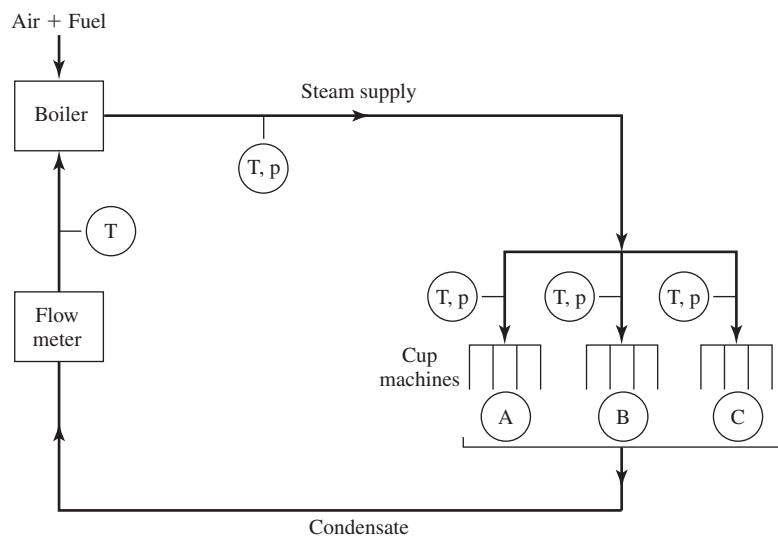 Air + Fuel
Boiler
Steam supply
T, p
T
T, p
T, p
T, p
Flow
meter
Cup
machines
A
B
C
Condensate